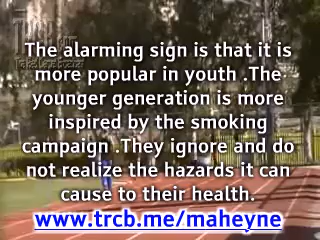 The alarming sign is that it is
more popular in youth .The
younger generation is more
inspired by the smoking
campaign .They ignore and do
not realize the hazards it can
cause to their health.
www.trcb.me/maheyne